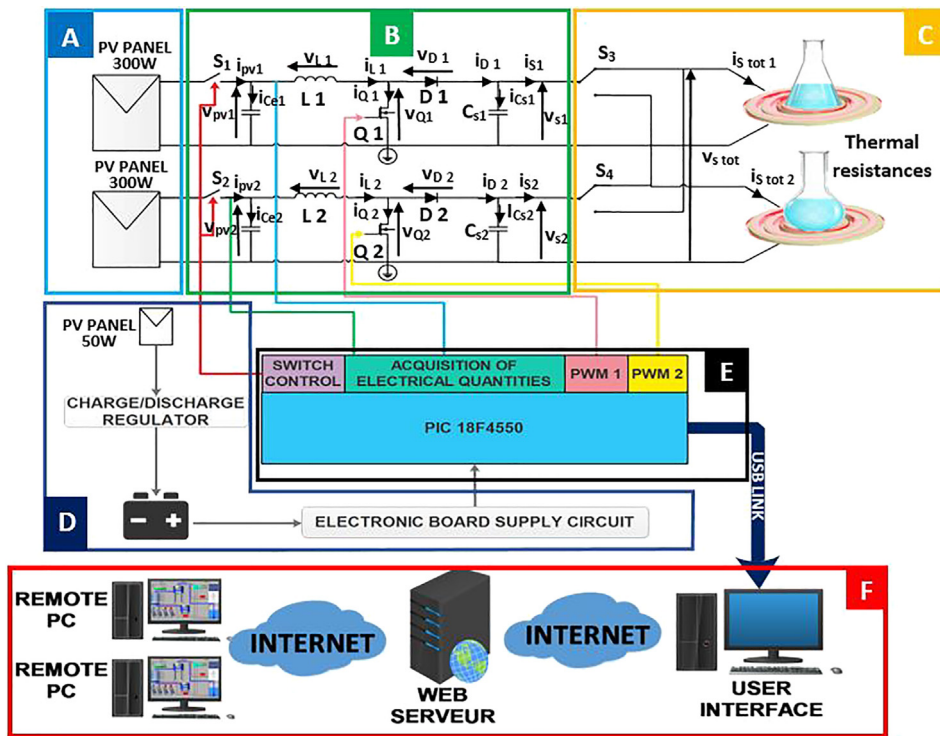 A
B
C
PV PANEL
300W
S1
ipv1
vL1
iL1
vD1
iD1
iS1
S3
iS tot 1
iCe1
vpv1
L1
iQ1
Q1
vQ1
D1
Cs1
iCs1
vs1
PV PANEL
300W
S2
ipv2
vL2
iL2
vD2
iD2
iS2
S4
vs tot
iS tot 2
Thermal
resistances
iCe2
vpv2
L2
iQ2
Q2
vQ2
D2
Cs2
ICs2
vs2
PV PANEL
50W
CHARGE/DISCHARGE
REGULATOR
SWITCH
CONTROL
ACQUISITION OF
ELECTRICAL QUANTITIES
PWM 1
PWM 2
E
PIC 18F4550
USB LINK
D
ELECTRONIC BOARD SUPPLY CIRCUIT
F
REMOTE
PC
REMOTE
PC
INTERNET
WEB
SERVEUR
INTERNET
USER
INTERFACE